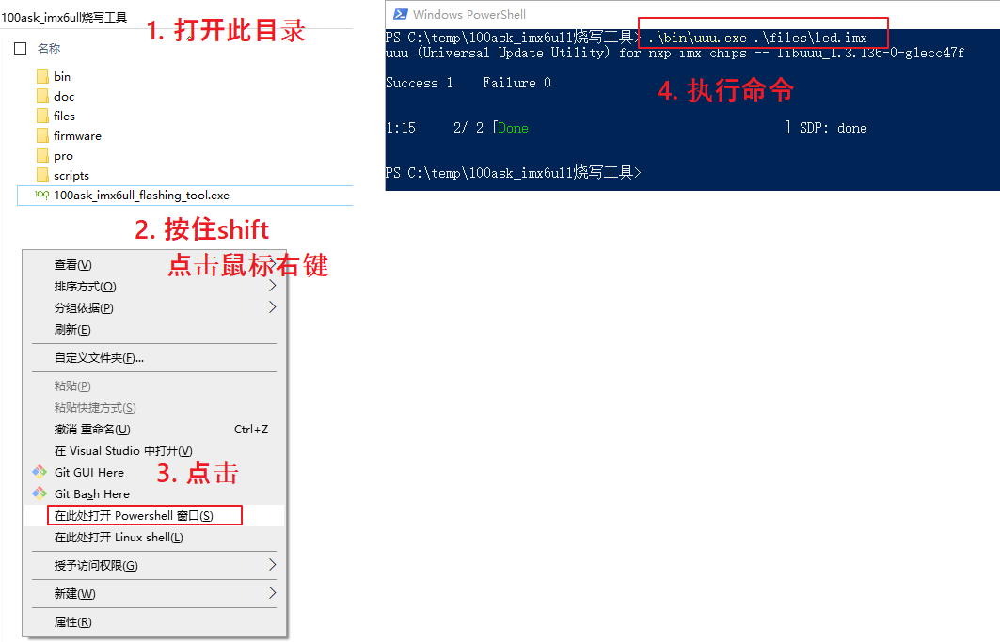 100ask_imx6ull烧写工具
1. 打开此目录
名称
bin
doc
files
firmware
pro
scripts
100ask_imx6ull_flashing_tool.exe
2. 按住shift
点击鼠标右键
查看(V)
排序方式(O)
分组依据(P)
刷新(E)
自定义文件夹(F)...
粘贴(P)
粘贴快捷方式(S)
撤消 重命名(U) Ctrl+Z
在 Visual Studio 中打开(V)
Git GUI Here
3. 点击
Git Bash Here
在此处打开 Powershell 窗口(S)
在此处打开 Linux shell(L)
授予访问权限(G)
新建(W)
属性(R)
Windows PowerShell
PS C:\temp\100ask_imx6ull烧写工具> .\bin\uuu.exe .\files\led.imx
uuu (Universal Update Utility) for nxp imx chips -- libuuu_1.3.136-0-g1ecc47f
Success 1 Failure 0
4. 执行命令
1:15 2/ 2 [Done ] SDP: done
PS C:\temp\100ask_imx6ull烧写工具>